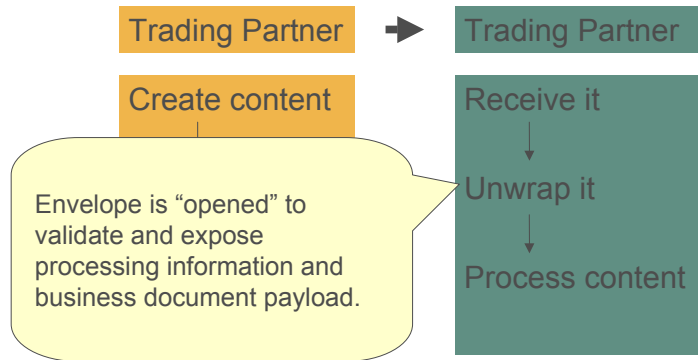 Trading Partner
Trading Partner
Create content
Envelope is “opened” to
validate and expose
processing information and
business document payload.
Receive it
Unwrap it
Process content